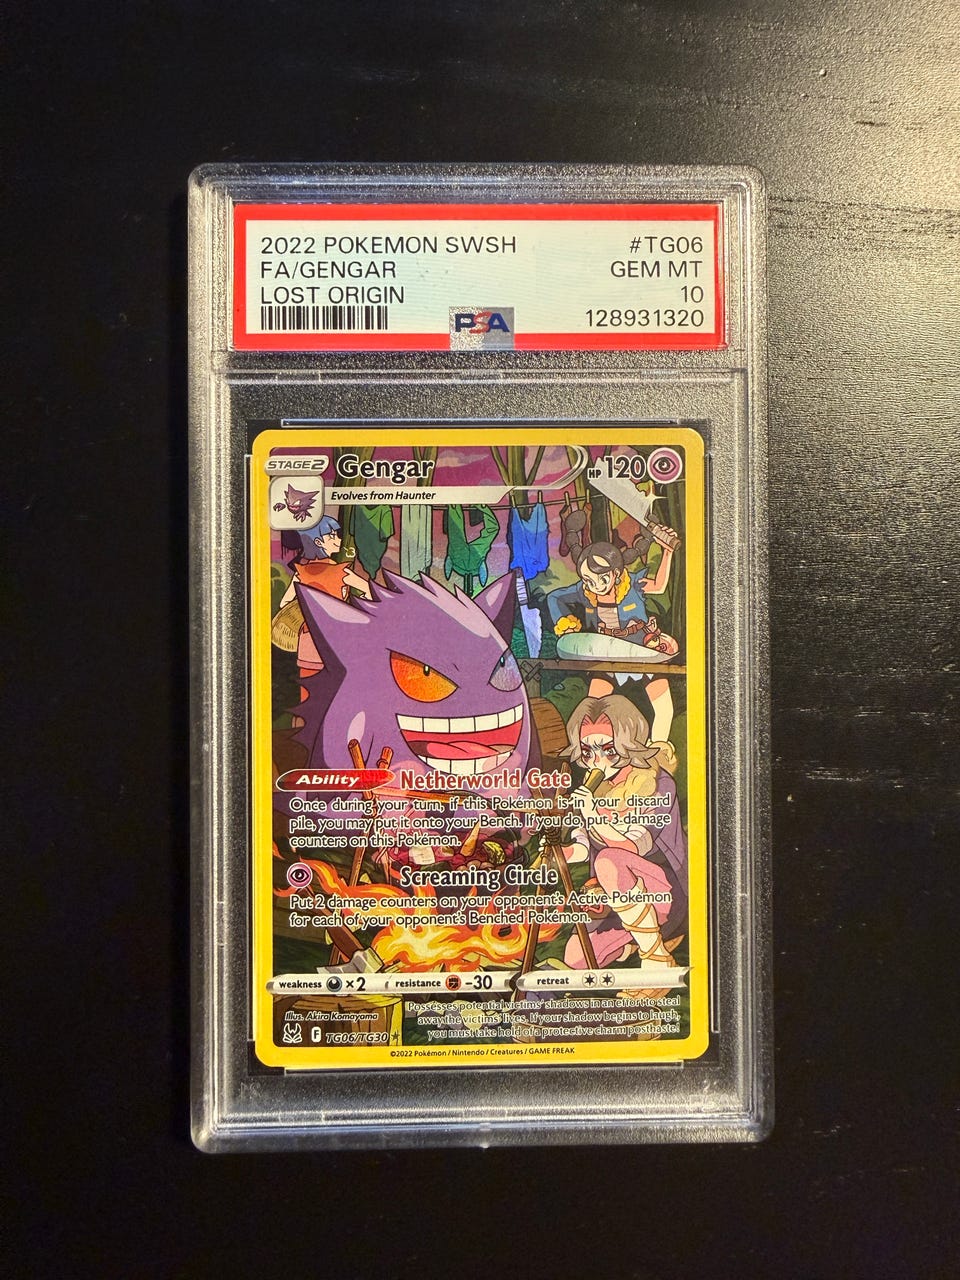 2022 POKEMON SWSH #TG06
FA/GENGAR GEM MT
LOST ORIGIN 10
PSA 128931320
STAGE 2 Gengar HP 120
Evolves from Haunter
Ability Netherworld Gate
Once during your turn, if this Pokémon is in your discard
pile, you may put it onto your Bench. If you do, put 3 damage
counters on this Pokémon.
Screaming Circle
Put 2 damage counters on your opponent's Active Pokémon
for each of your opponent's Benched Pokémon.
weakness ×2 resistance -30 retreat
Illus. Akira Komayama
Possesses potential victims' shadows in an effort to steal
away the victims' lives. If your shadow begins to laugh,
you must take hold of a protective charm posthaste!
F TG06/TG30
©2022 Pokémon / Nintendo / Creatures / GAME FREAK